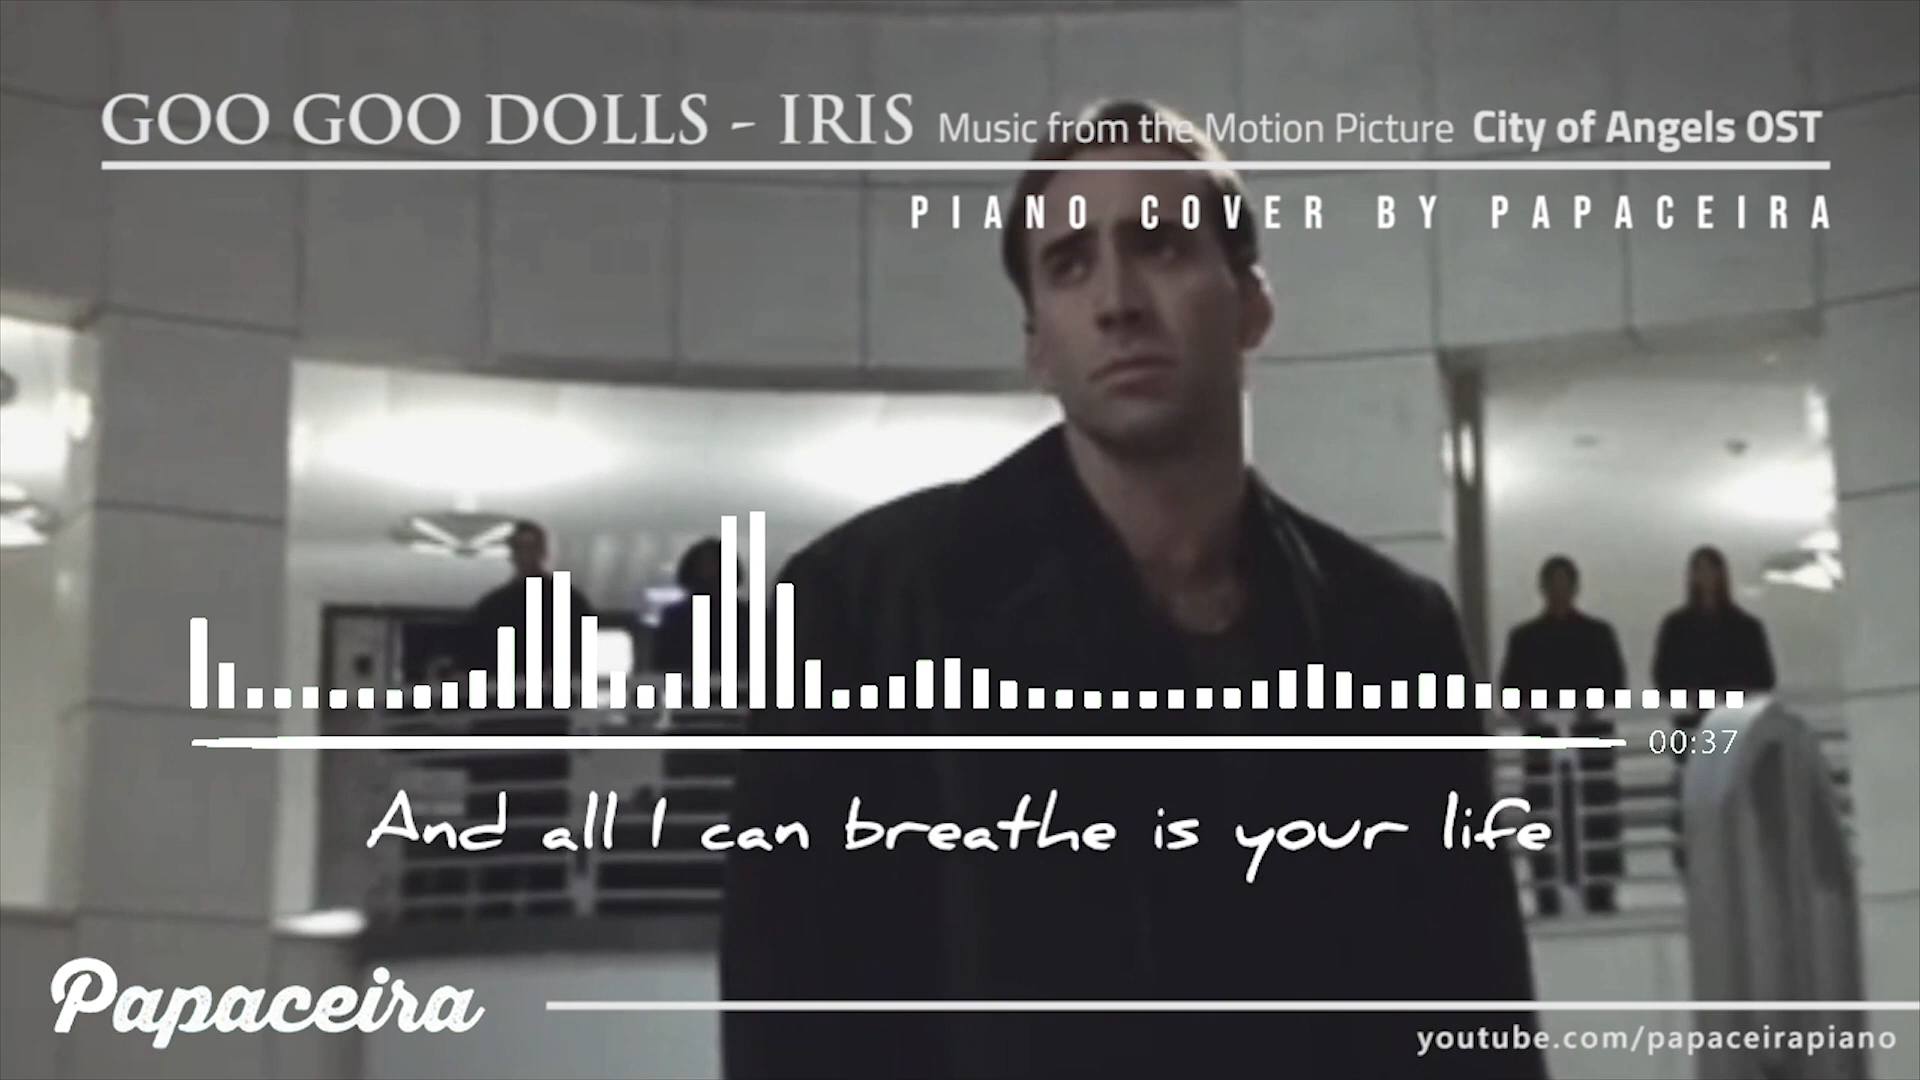 GOO GOO DOLLS - IRIS Music from the Motion Picture City of Angels OST
PIANO COVER BY PAPACEIRA
00:37
And all I can breathe is your life
Papaceira
youtube.com/papaceirapiano